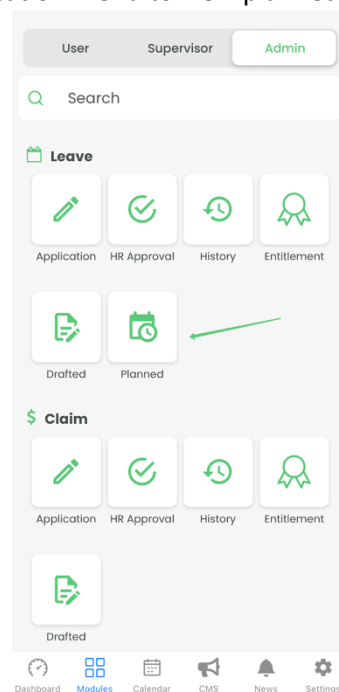 User Supervisor Admin
Search
Leave
Application HR Approval History Entitlement
Drafted Planned
$ Claim
Application HR Approval History Entitlement
Drafted
Dashboard Modules Calendar CMS News Settings